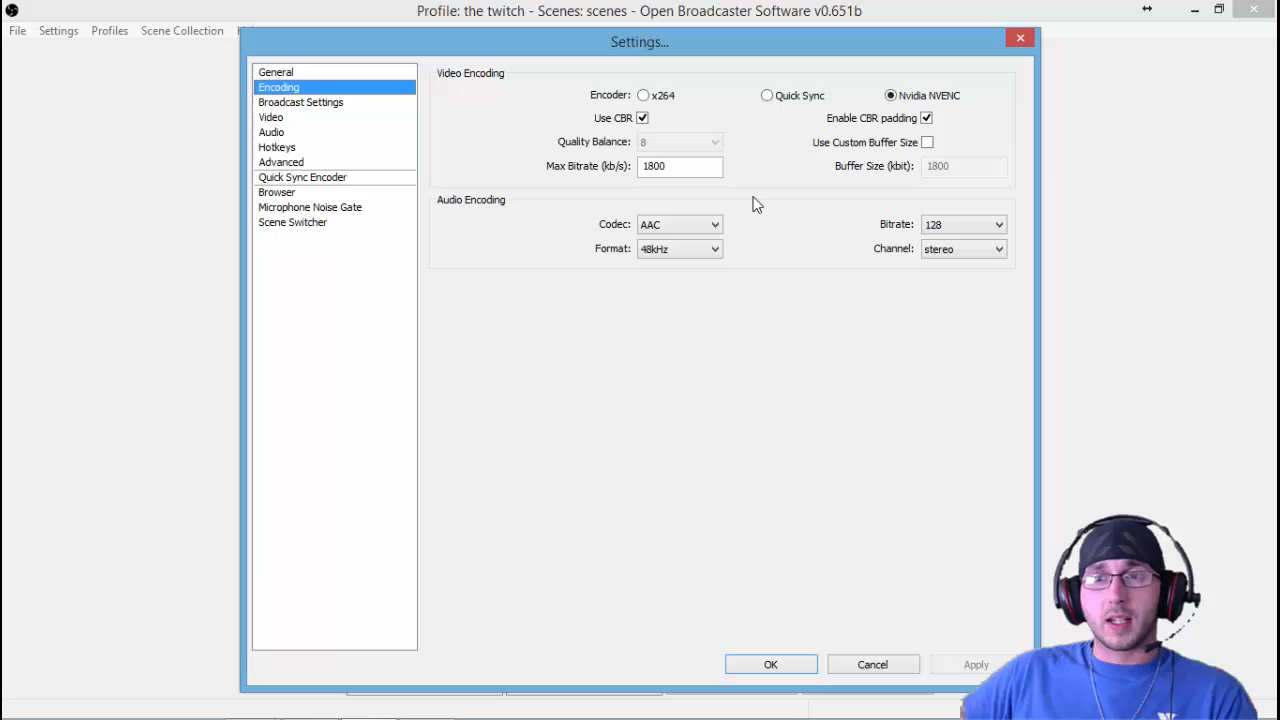 Profile: the twitch - Scenes: scenes - Open Broadcaster Software v0.651b
File Settings Profiles Scene Collection
Settings...
General
Encoding
Broadcast Settings
Video
Audio
Hotkeys
Advanced
Quick Sync Encoder
Browser
Microphone Noise Gate
Scene Switcher
Video Encoding
Encoder: x264 Quick Sync Nvidia NVENC
Use CBR Enable CBR padding
Quality Balance: 8 Use Custom Buffer Size
Max Bitrate (kb/s): 1800 Buffer Size (kbit): 1800
Audio Encoding
Codec: AAC Bitrate: 128
Format: 48kHz Channel: stereo
OK Cancel Apply